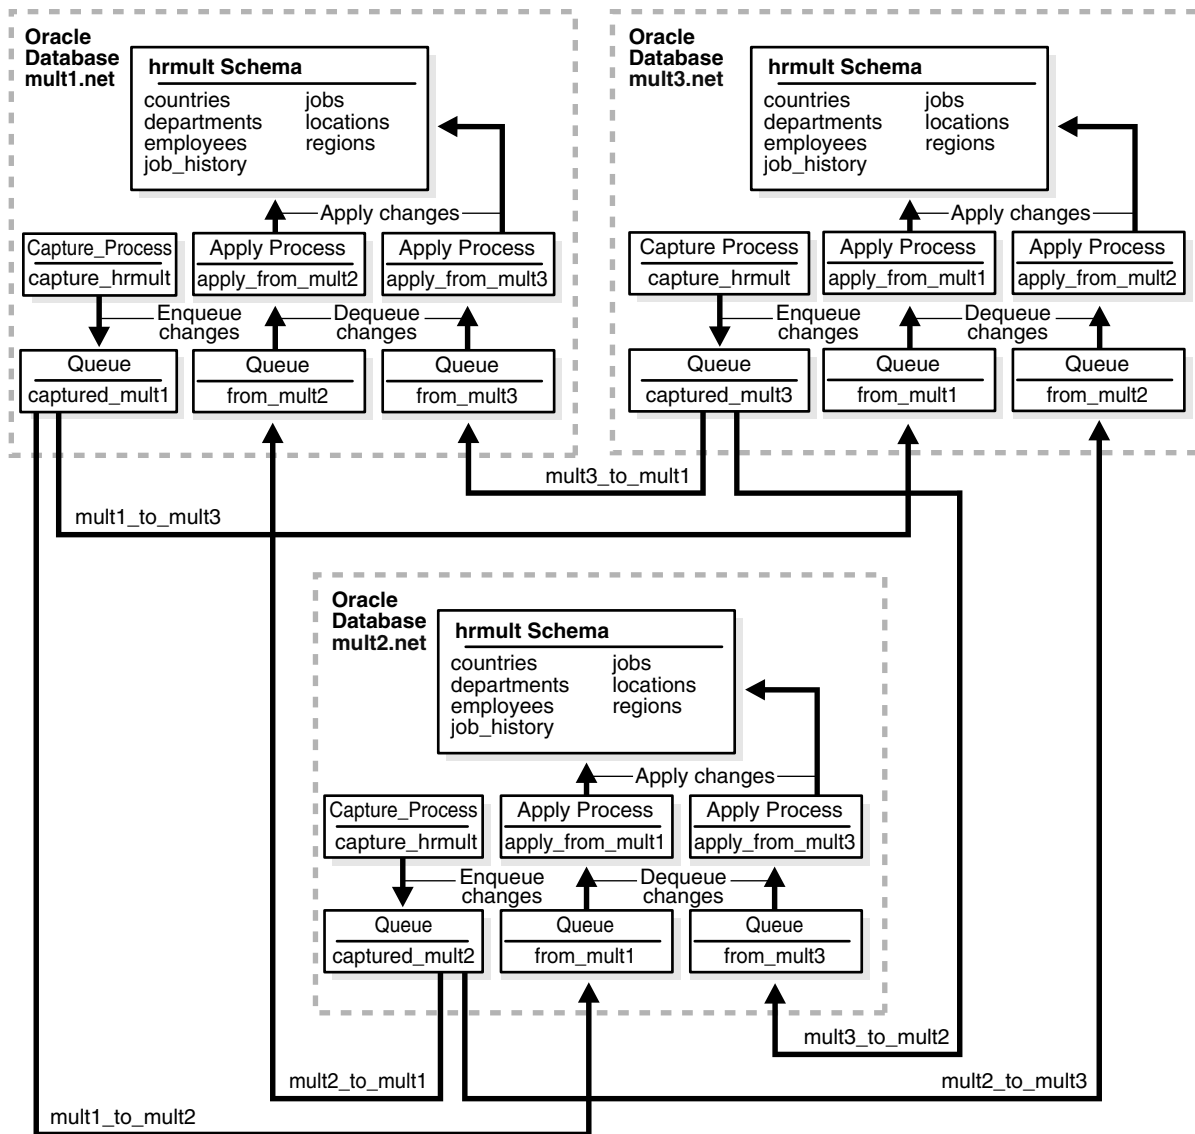 Oracle
Database
mult1.net
hrmult Schema
countries jobs
departments locations
employees regions
job_history
Apply changes
Capture_Process
capture_hrmult
Apply Process
apply_from_mult2
Apply Process
apply_from_mult3
Enqueue
changes
Dequeue
changes
Queue
captured_mult1
Queue
from_mult2
Queue
from_mult3
Oracle
Database
mult3.net
hrmult Schema
countries jobs
departments locations
employees regions
job_history
Apply changes
Capture Process
capture_hrmult
Apply Process
apply_from_mult1
Apply Process
apply_from_mult2
Enqueue
changes
Dequeue
changes
Queue
captured_mult3
Queue
from_mult1
Queue
from_mult2
mult3_to_mult1
mult1_to_mult3
Oracle
Database
mult2.net
hrmult Schema
countries jobs
departments locations
employees regions
job_history
Apply changes
Capture_Process
capture_hrmult
Apply Process
apply_from_mult1
Apply Process
apply_from_mult3
Enqueue
changes
Dequeue
changes
Queue
captured_mult2
Queue
from_mult1
Queue
from_mult3
mult3_to_mult2
mult2_to_mult1
mult2_to_mult3
mult1_to_mult2